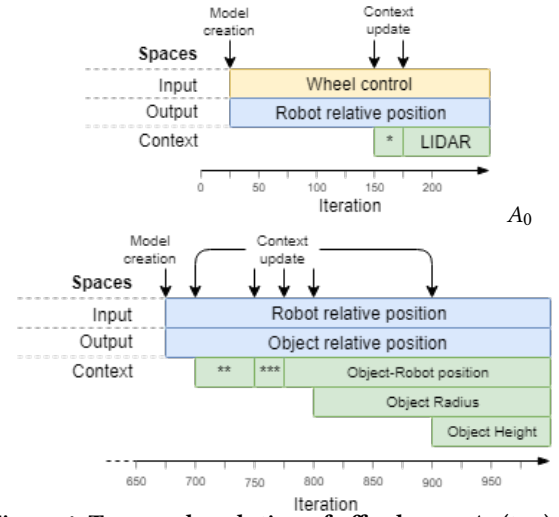 Model creation
Context update
Spaces
Input
Wheel control
Output
Robot relative position
Context
*
LIDAR
0 50 100 150 200
Iteration
A0
Model creation
Context update
Spaces
Input
Robot relative position
Output
Object relative position
Context
**
***
Object-Robot position
Object Radius
Object Height
650 700 750 800 850 900 950
Iteration